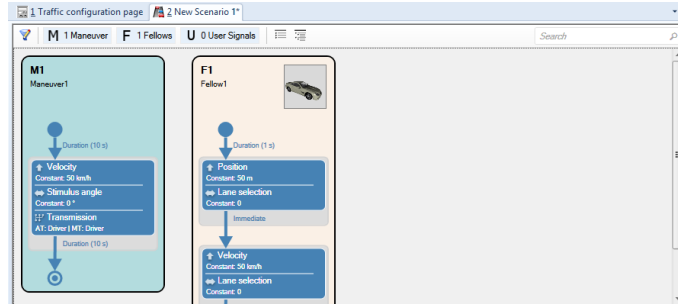 1 Traffic configuration page
2 New Scenario 1*
M 1 Maneuver
F 1 Fellows
U 0 User Signals
Search
M1
Maneuver1
Duration (10 s)
Velocity
Constant: 50 km/h
Stimulus angle
Constant: 0 °
Transmission
AT: Driver | MT: Driver
Duration (10 s)
F1
Fellow1
Duration (1 s)
Position
Constant: 50 m
Lane selection
Constant: 0
Immediate
Velocity
Constant: 50 km/h
Lane selection
Constant: 0